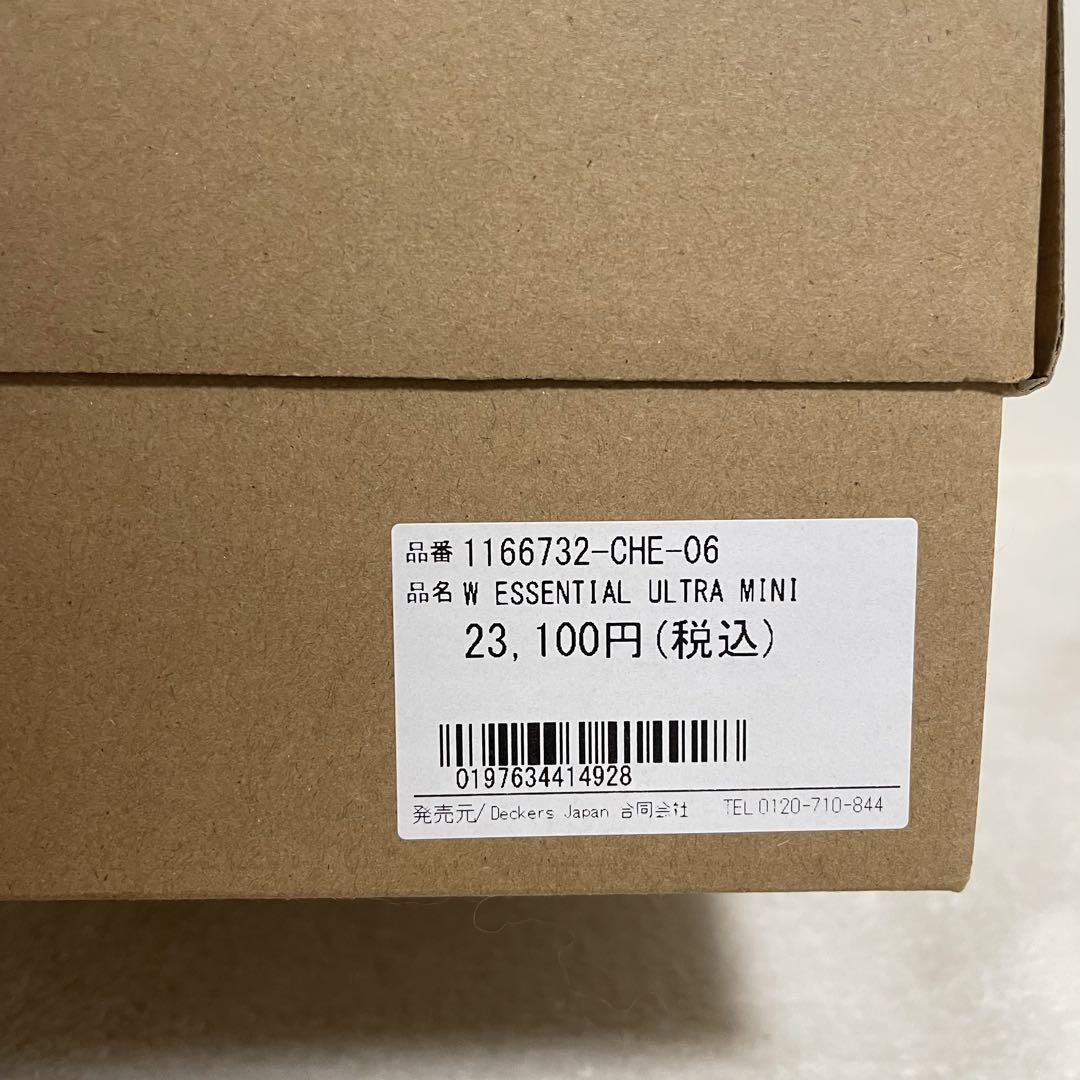 品番 1166732-CHE-06
品名 W ESSENTIAL ULTRA MINI
23,100円(税込)
0197634414928
発売元/Deckers Japan 合同会社 TEL 0120-710-844